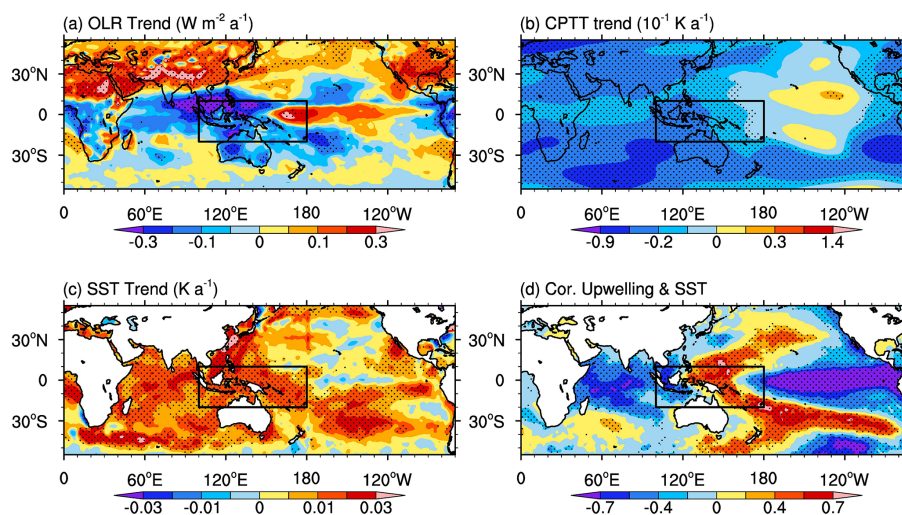 (a) OLR Trend (W m⁻² a⁻¹)
(b) CPTT trend (10⁻¹ K a⁻¹)
30°N
0
30°S
0 60°E 120°E 180 120°W
-0.3 -0.1 0 0.1 0.3
30°N
0
30°S
0 60°E 120°E 180 120°W
-0.9 -0.2 0 0.3 1.4
(c) SST Trend (K a⁻¹)
(d) Cor. Upwelling & SST
30°N
0
30°S
0 60°E 120°E 180 120°W
-0.03 -0.01 0 0.01 0.03
30°N
0
30°S
0 60°E 120°E 180 120°W
-0.7 -0.4 0 0.4 0.7